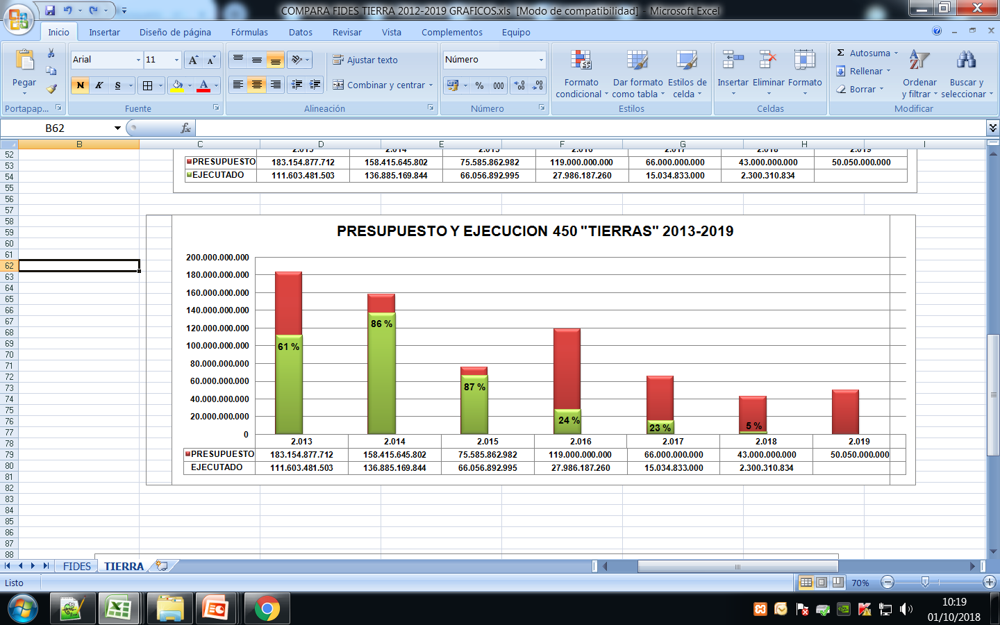 COMPARA FIDES TIERRA 2012-2019 GRAFICOS.xls [Modo de compatibilidad] - Microsoft Excel
Inicio Insertar Diseño de página Fórmulas Datos Revisar Vista Complementos Equipo
Pegar
Portapap...
Arial 11
N K S
Fuente
Ajustar texto
Combinar y centrar
Alineación
Número
% 000
Número
Formato condicional
Dar formato como tabla
Estilos de celda
Estilos
Insertar Eliminar Formato
Celdas
Autosuma
Rellenar
Borrar
Ordenar y filtrar
Buscar y seleccionar
Modificar
B62
B C D E F G H I
52
53
54
55
56
57
58
59
60
61
62
63
64
65
66
67
68
69
70
71
72
73
74
75
76
77
78
79
80
81
82
83
84
85
86
87
88
2.013 2.014 2.015 2.016 2.017 2.018 2.019
PRESUPUESTO 183.154.877.712 158.415.645.802 75.585.862.982 119.000.000.000 66.000.000.000 43.000.000.000 50.050.000.000
EJECUTADO 111.603.481.503 136.885.169.844 66.056.892.995 27.986.187.260 15.034.833.000 2.300.310.834
PRESUPUESTO Y EJECUCION 450 "TIERRAS" 2013-2019
200.000.000.000
180.000.000.000
160.000.000.000
140.000.000.000
120.000.000.000
100.000.000.000
80.000.000.000
60.000.000.000
40.000.000.000
20.000.000.000
0
61 % 86 % 87 % 24 % 23 % 5 %
2.013 2.014 2.015 2.016 2.017 2.018 2.019
PRESUPUESTO 183.154.877.712 158.415.645.802 75.585.862.982 119.000.000.000 66.000.000.000 43.000.000.000 50.050.000.000
EJECUTADO 111.603.481.503 136.885.169.844 66.056.892.995 27.986.187.260 15.034.833.000 2.300.310.834
FIDES TIERRA
Listo
70%
10:19
01/10/2018